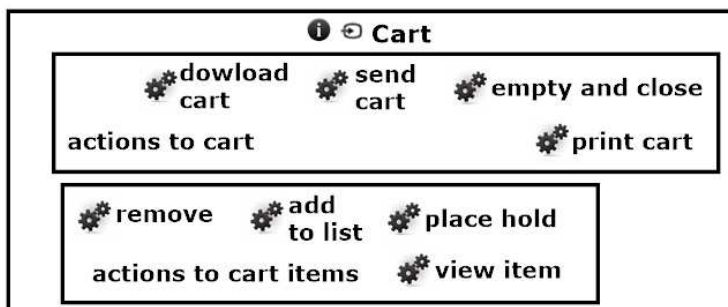 Cart
dowload
cart
send
cart
empty and close
actions to cart
print cart
remove
add
to list
place hold
actions to cart items
view item